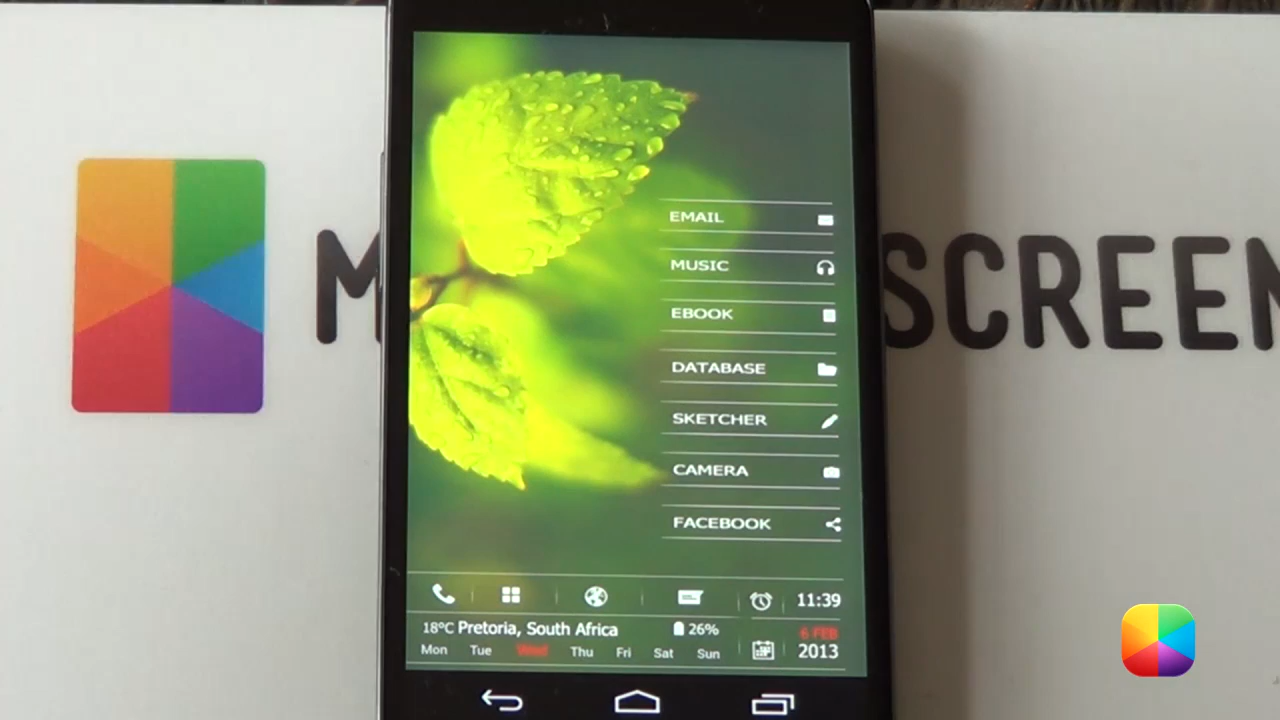 M
SCREEN
EMAIL
MUSIC
EBOOK
DATABASE
SKETCHER
CAMERA
FACEBOOK
11:39
18°C Pretoria, South Africa
26%
6 FEB
2013
Mon Tue Wed Thu Fri Sat Sun